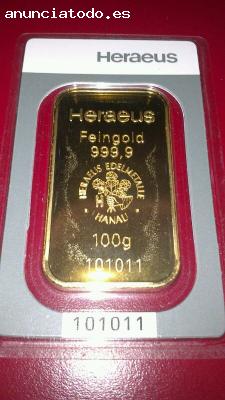 anunciatodo.es
Heraeus
Heraeus
Feingold
999,9
HERAEUS EDELMETALLE
HANAU
100g
101011
101011